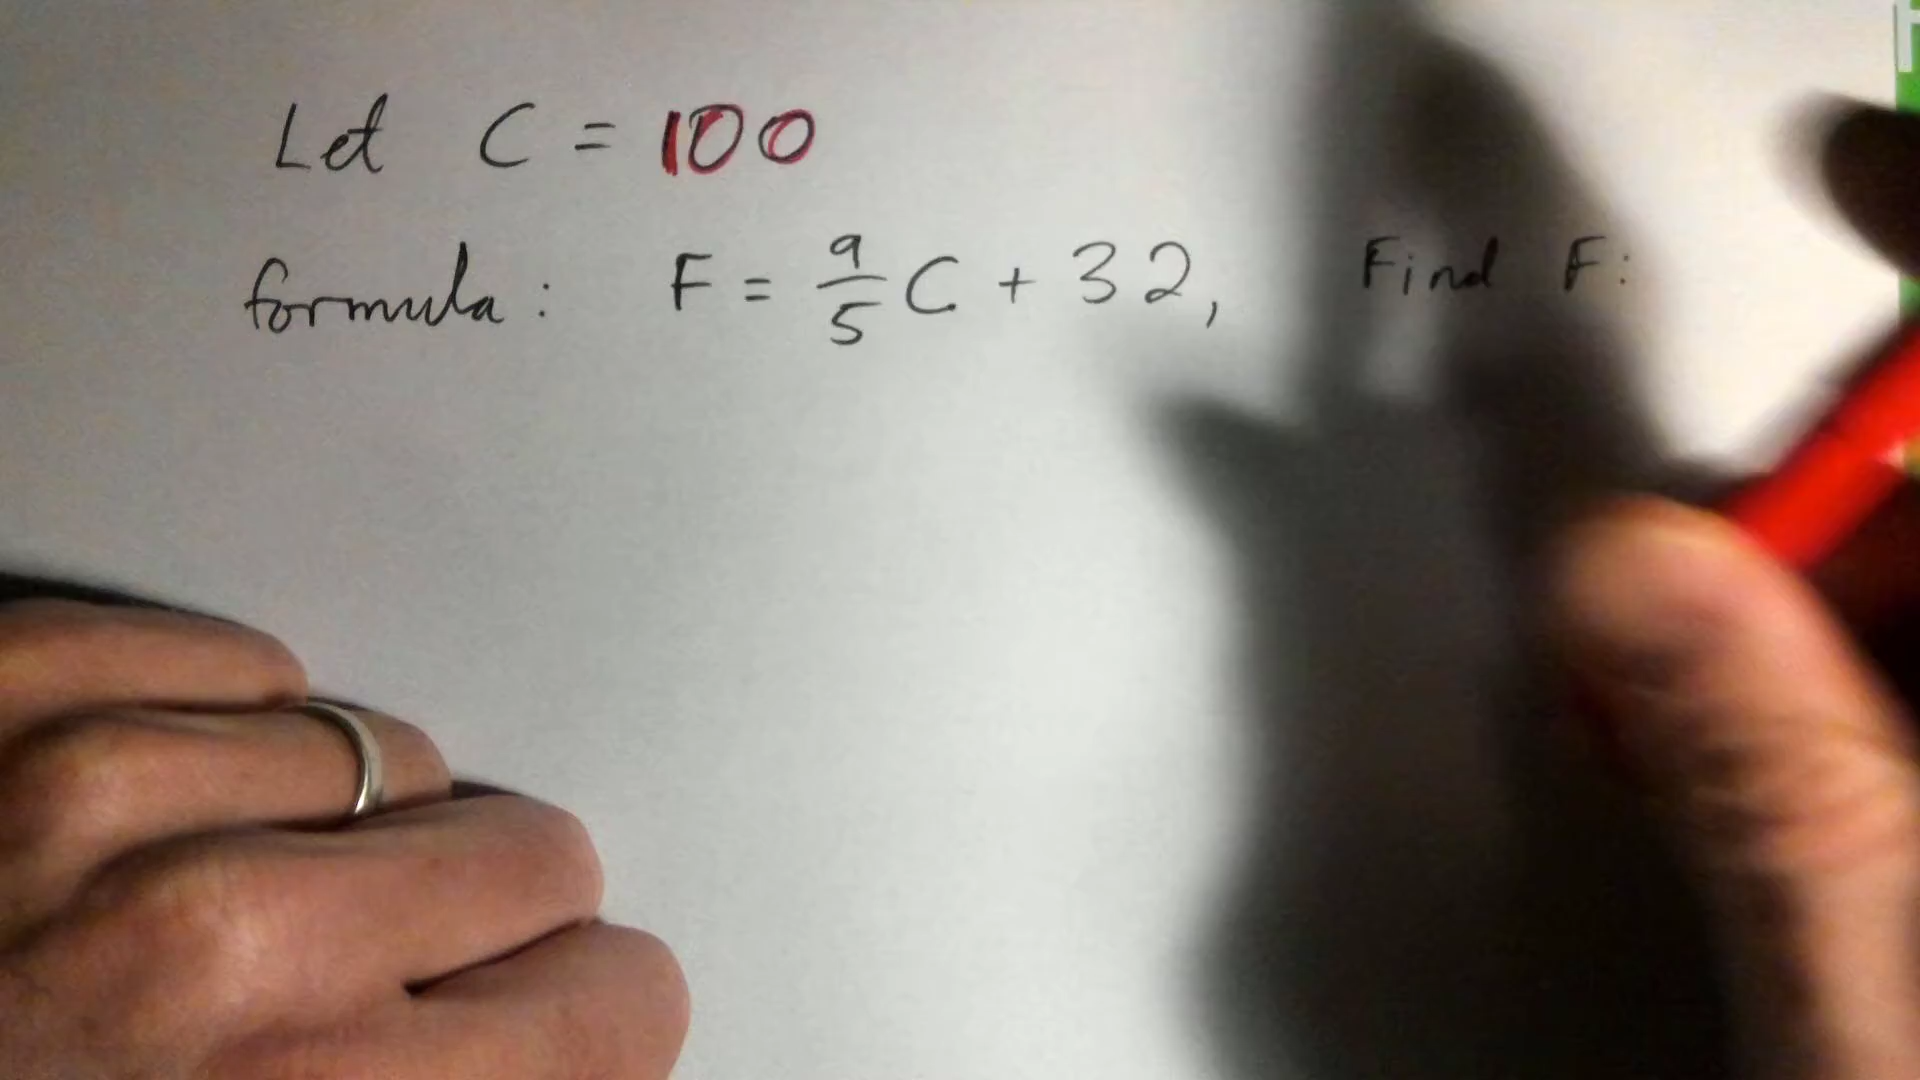 Let C = 100
formula: F = 9/5 C + 32, Find F: